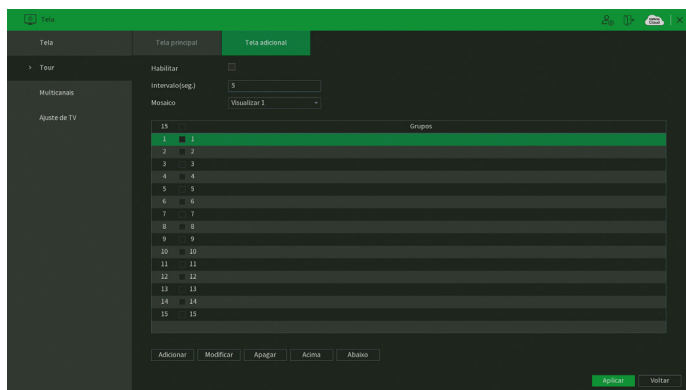 Tela
Tela
Tour
Multicanais
Ajuste de TV
Tela principal
Tela adicional
Habilitar
Intervalo(seg.) 5
Mosaico Visualizar 1
15 Grupos
1 1
2 2
3 3
4 4
5 5
6 6
7 7
8 8
9 9
10 10
11 11
12 12
13 13
14 14
15 15
Adicionar Modificar Apagar Acima Abaixo
Aplicar Voltar